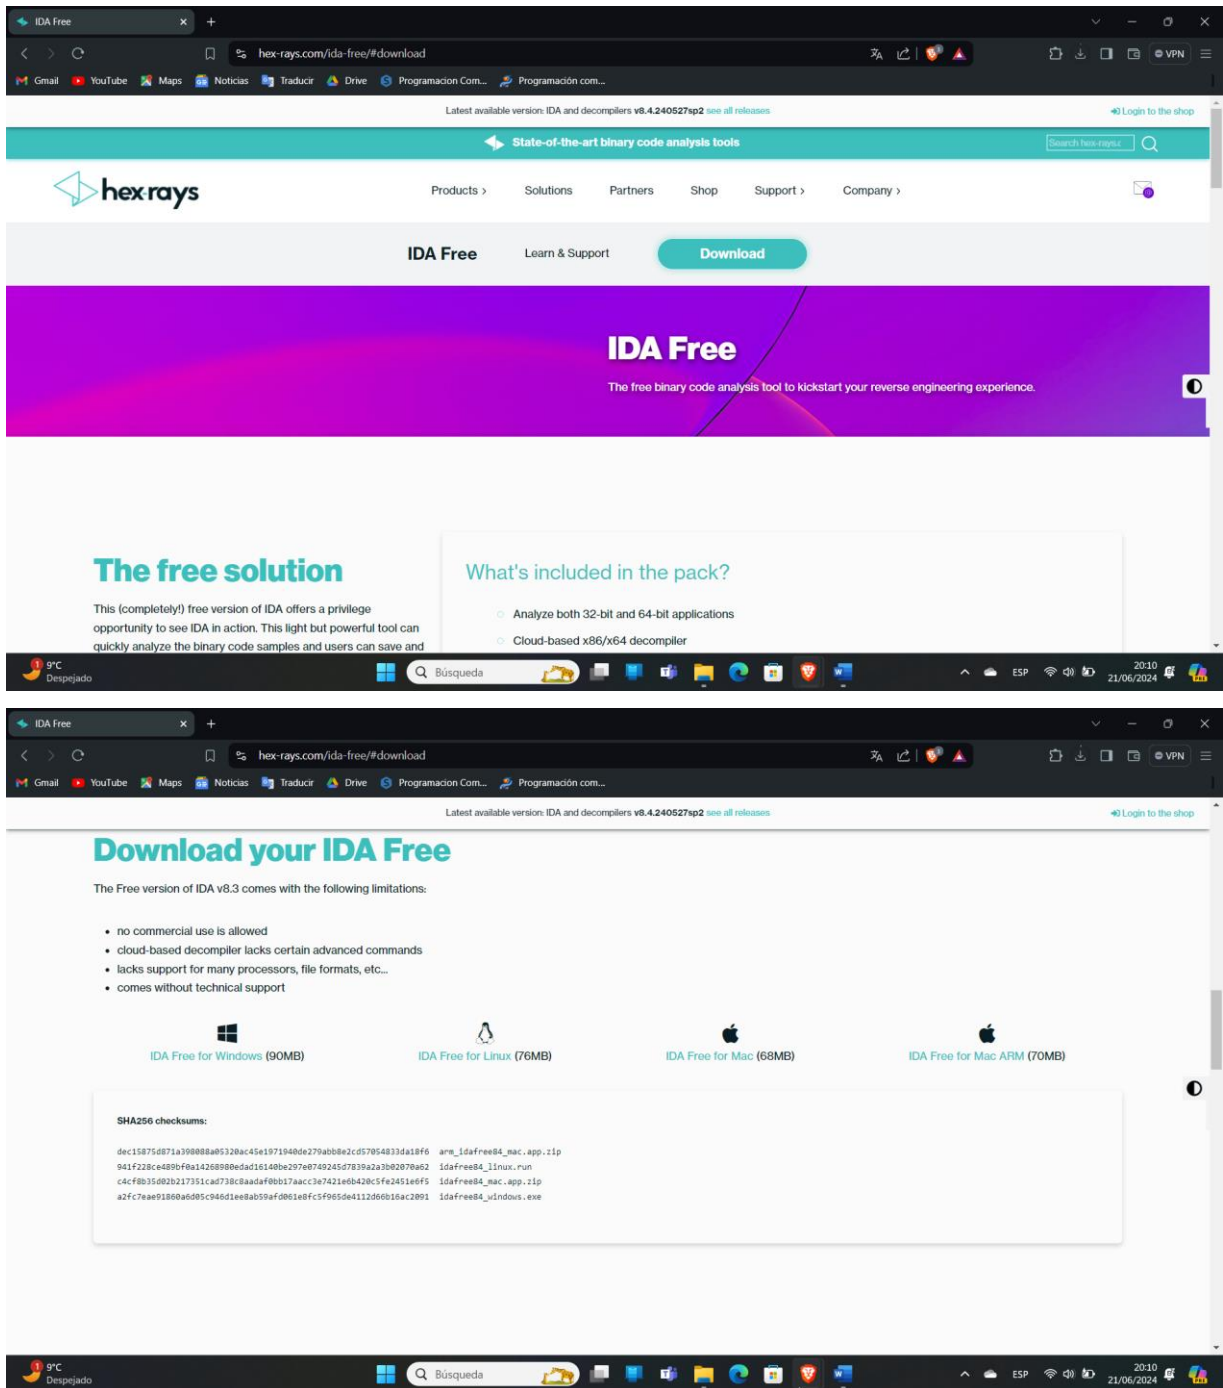 IDA Free
hex-rays.com/ida-free/#download
VPN
Gmail YouTube Maps Noticias Traducir Drive Programacion Com... Programación com...
Latest available version: IDA and decompilers v8.4.240527sp2 see all releases
Login to the shop
State-of-the-art binary code analysis tools
Search hex-rays.c
hex-rays
Products > Solutions Partners Shop Support > Company >
IDA Free Learn & Support Download
IDA Free
The free binary code analysis tool to kickstart your reverse engineering experience.
The free solution
This (completely!) free version of IDA offers a privilege
opportunity to see IDA in action. This light but powerful tool can
quickly analyze the binary code samples and users can save and
What's included in the pack?
Analyze both 32-bit and 64-bit applications
Cloud-based x86/x64 decompiler
1
9°C
Despejado
Búsqueda
ESP
20:10
21/06/2024
IDA Free
hex-rays.com/ida-free/#download
VPN
Gmail YouTube Maps Noticias Traducir Drive Programacion Com... Programación com...
Latest available version: IDA and decompilers v8.4.240527sp2 see all releases
Login to the shop
Download your IDA Free
The Free version of IDA v8.3 comes with the following limitations:
• no commercial use is allowed
• cloud-based decompiler lacks certain advanced commands
• lacks support for many processors, file formats, etc...
• comes without technical support
IDA Free for Windows (90MB) IDA Free for Linux (76MB) IDA Free for Mac (68MB) IDA Free for Mac ARM (70MB)
SHA256 checksums:
arm_idafree84_mac.app.zip
idafree84_linux.run
idafree84_mac.app.zip
idafree84_windows.exe
1
9°C
Despejado
Búsqueda
ESP
20:10
21/06/2024